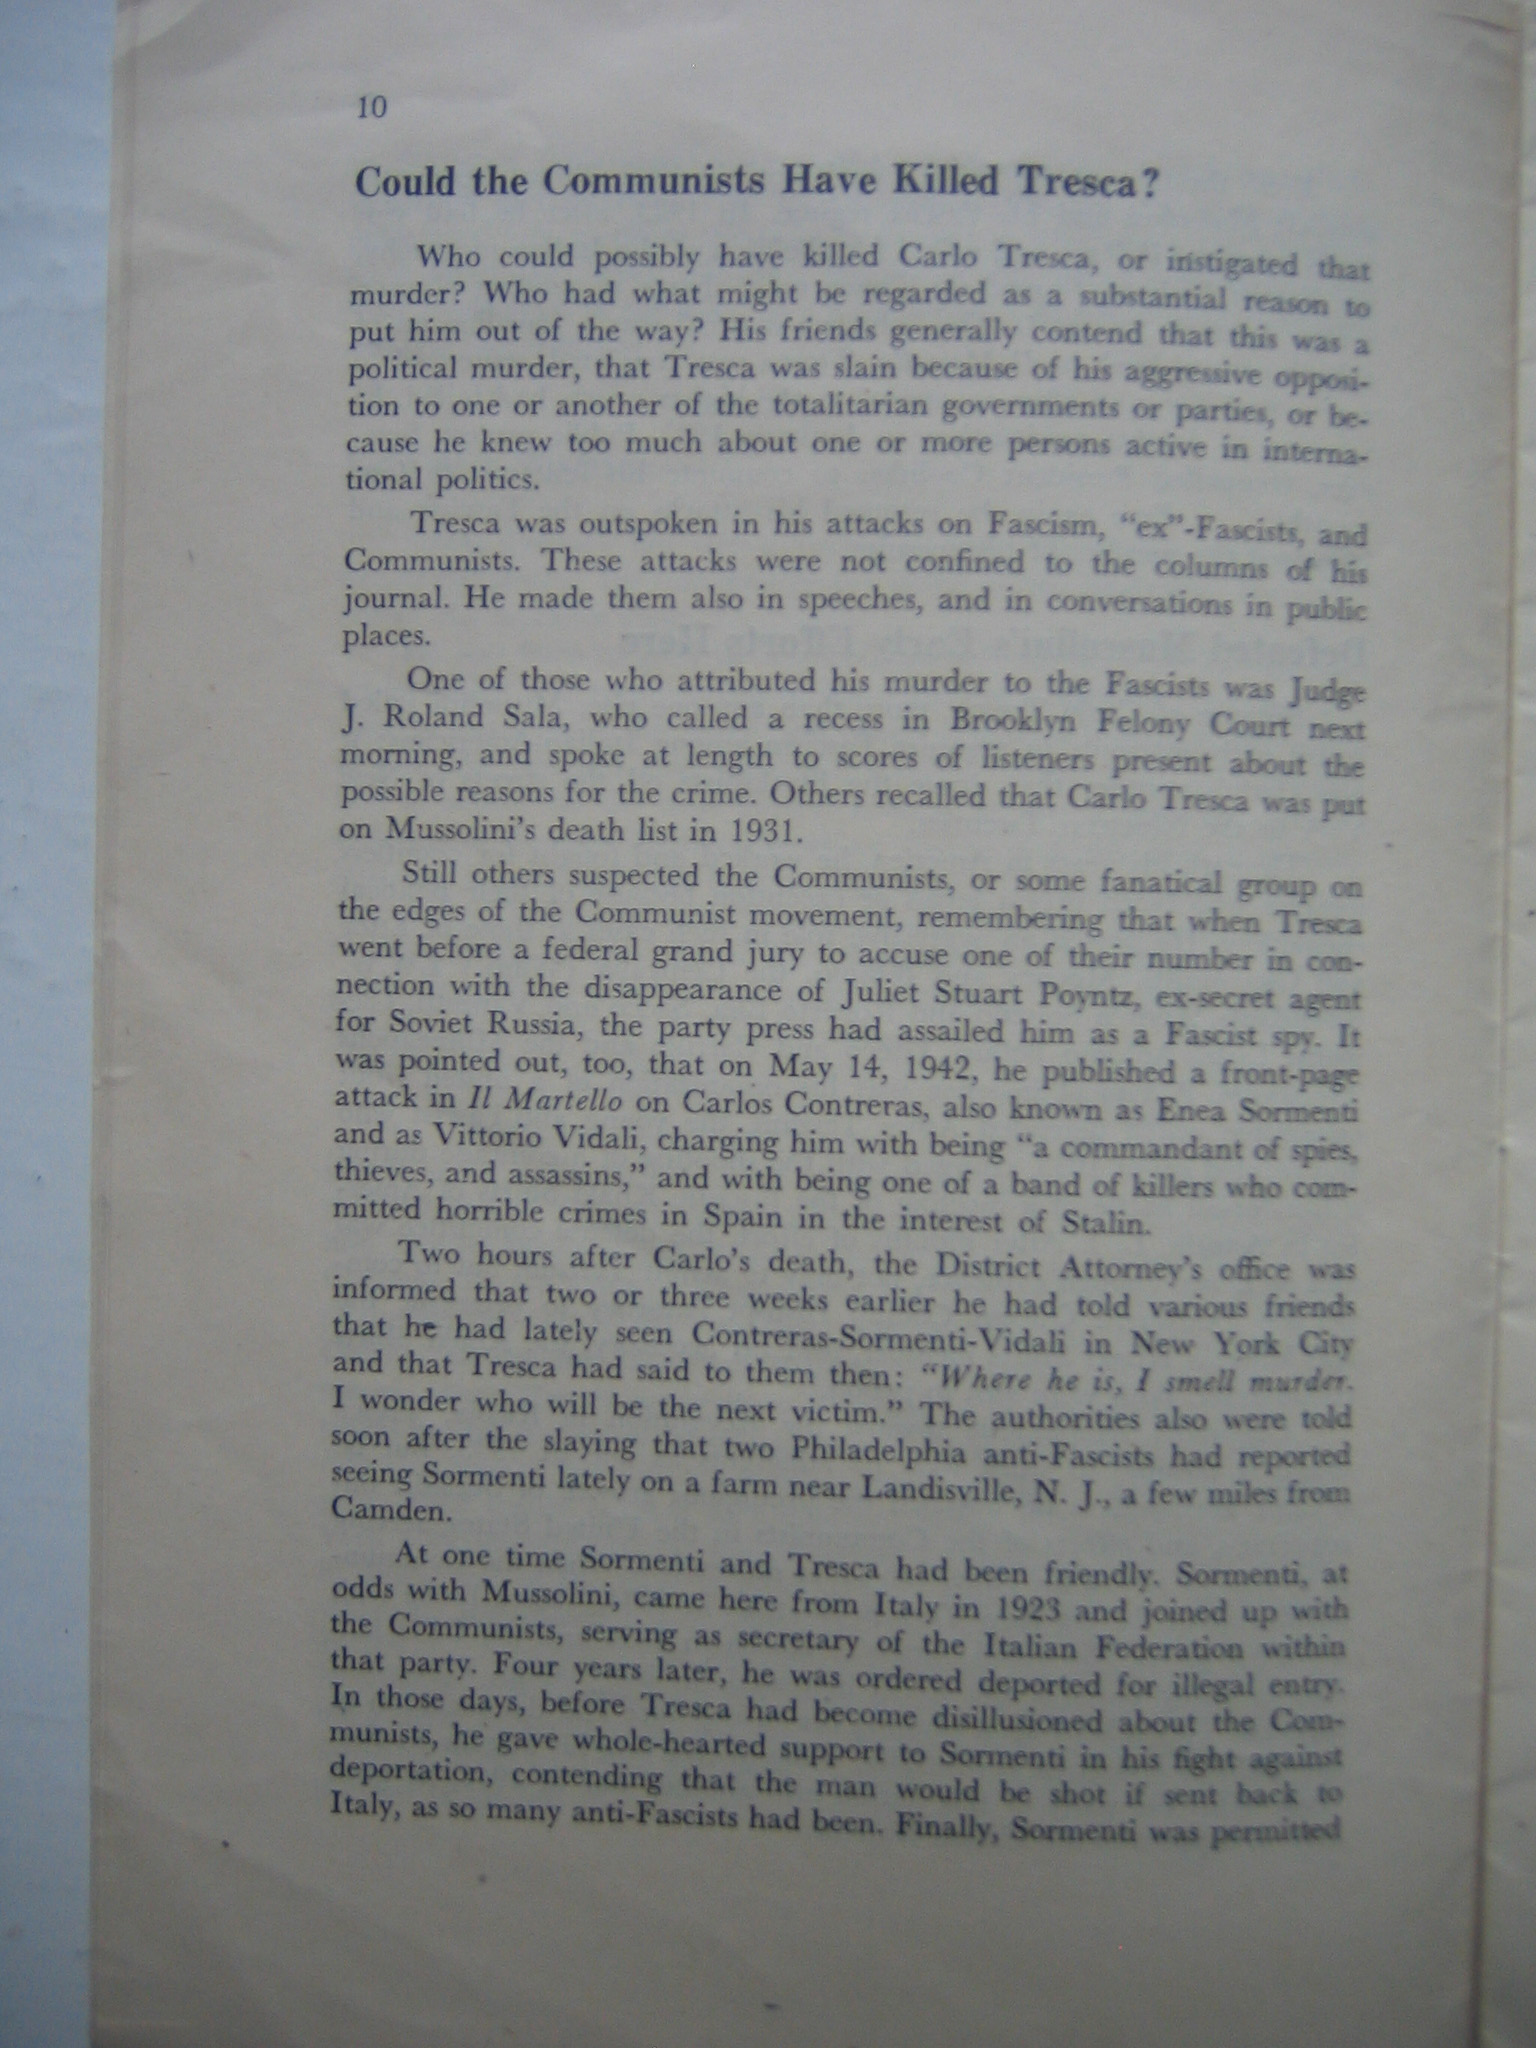 10
Could the Communists Have Killed Tresca?
Who could possibly have killed Carlo Tresca, or instigated that
murder? Who had what might be regarded as a substantial reason to
put him out of the way? His friends generally contend that this was a
political murder, that Tresca was slain because of his aggressive opposi-
tion to one or another of the totalitarian governments or parties, or be-
cause he knew too much about one or more persons active in interna-
tional politics.
Tresca was outspoken in his attacks on Fascism, “ex”-Fascists, and
Communists. These attacks were not confined to the columns of his
journal. He made them also in speeches, and in conversations in public
places.
One of those who attributed his murder to the Fascists was Judge
J. Roland Sala, who called a recess in Brooklyn Felony Court next
morning, and spoke at length to scores of listeners present about the
possible reasons for the crime. Others recalled that Carlo Tresca was put
on Mussolini’s death list in 1931.
Still others suspected the Communists, or some fanatical group on
the edges of the Communist movement, remembering that when Tresca
went before a federal grand jury to accuse one of their number in con-
nection with the disappearance of Juliet Stuart Poyntz, ex-secret agent
for Soviet Russia, the party press had assailed him as a Fascist spy. It
was pointed out, too, that on May 14, 1942, he published a front-page
attack in Il Martello on Carlos Contreras, also known as Enea Sormenti
and as Vittorio Vidali, charging him with being “a commandant of spies,
thieves, and assassins,” and with being one of a band of killers who com-
mitted horrible crimes in Spain in the interest of Stalin.
Two hours after Carlo’s death, the District Attorney’s office was
informed that two or three weeks earlier he had told various friends
that he had lately seen Contreras-Sormenti-Vidali in New York City
and that Tresca had said to them then: “Where he is, I smell murder.
I wonder who will be the next victim.” The authorities also were told
soon after the slaying that two Philadelphia anti-Fascists had reported
seeing Sormenti lately on a farm near Landisville, N. J., a few miles from
Camden.
At one time Sormenti and Tresca had been friendly. Sormenti, at
odds with Mussolini, came here from Italy in 1923 and joined up with
the Communists, serving as secretary of the Italian Federation within
that party. Four years later, he was ordered deported for illegal entry.
In those days, before Tresca had become disillusioned about the Com-
munists, he gave whole-hearted support to Sormenti in his fight against
deportation, contending that the man would be shot if sent back to
Italy, as so many anti-Fascists had been. Finally, Sormenti was permitted